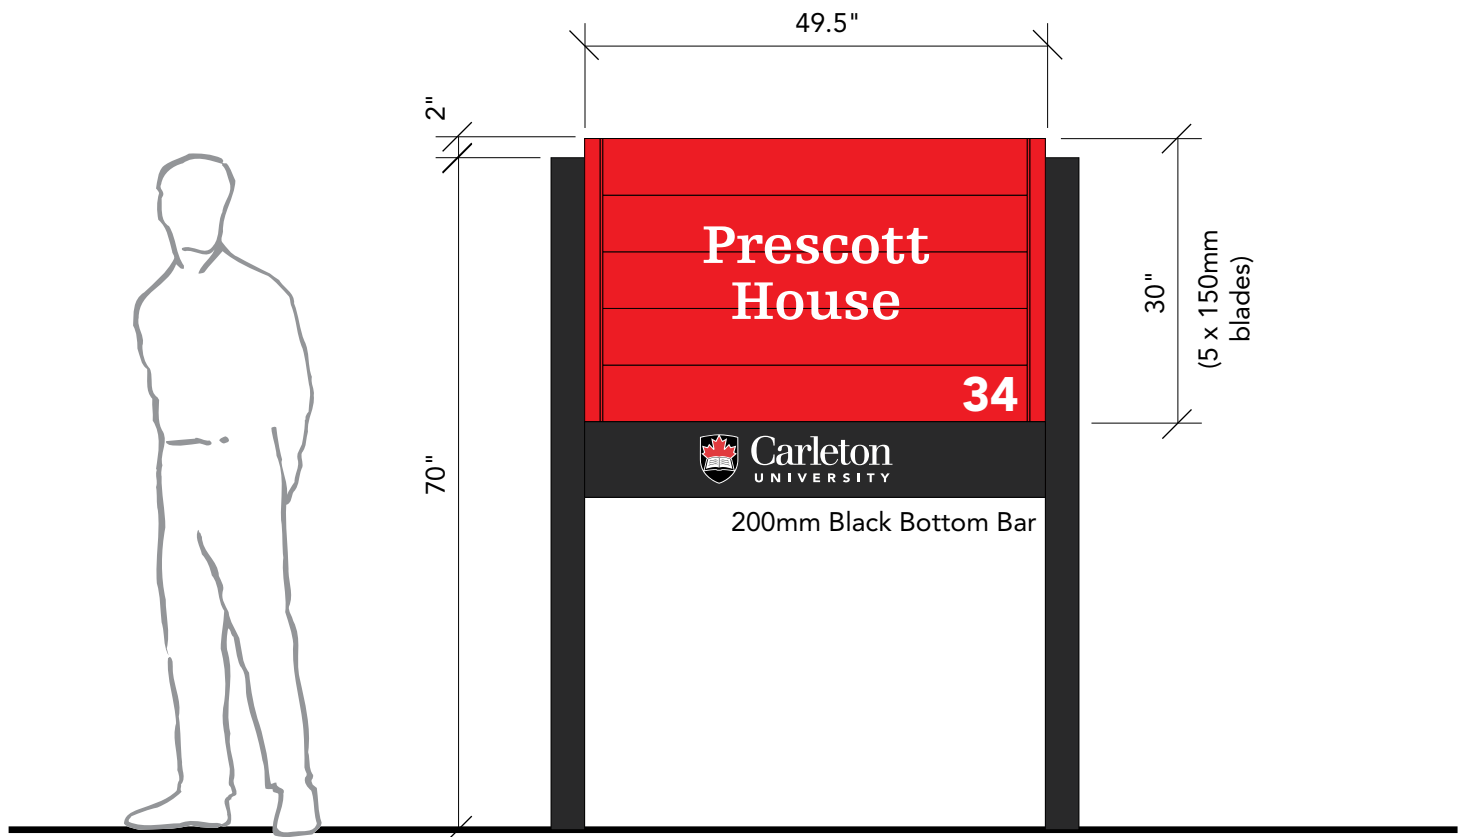 49.5"
2"
Prescott
House
34
30"
(5 x 150mm
blades)
70"
Carleton
UNIVERSITY
200mm Black Bottom Bar